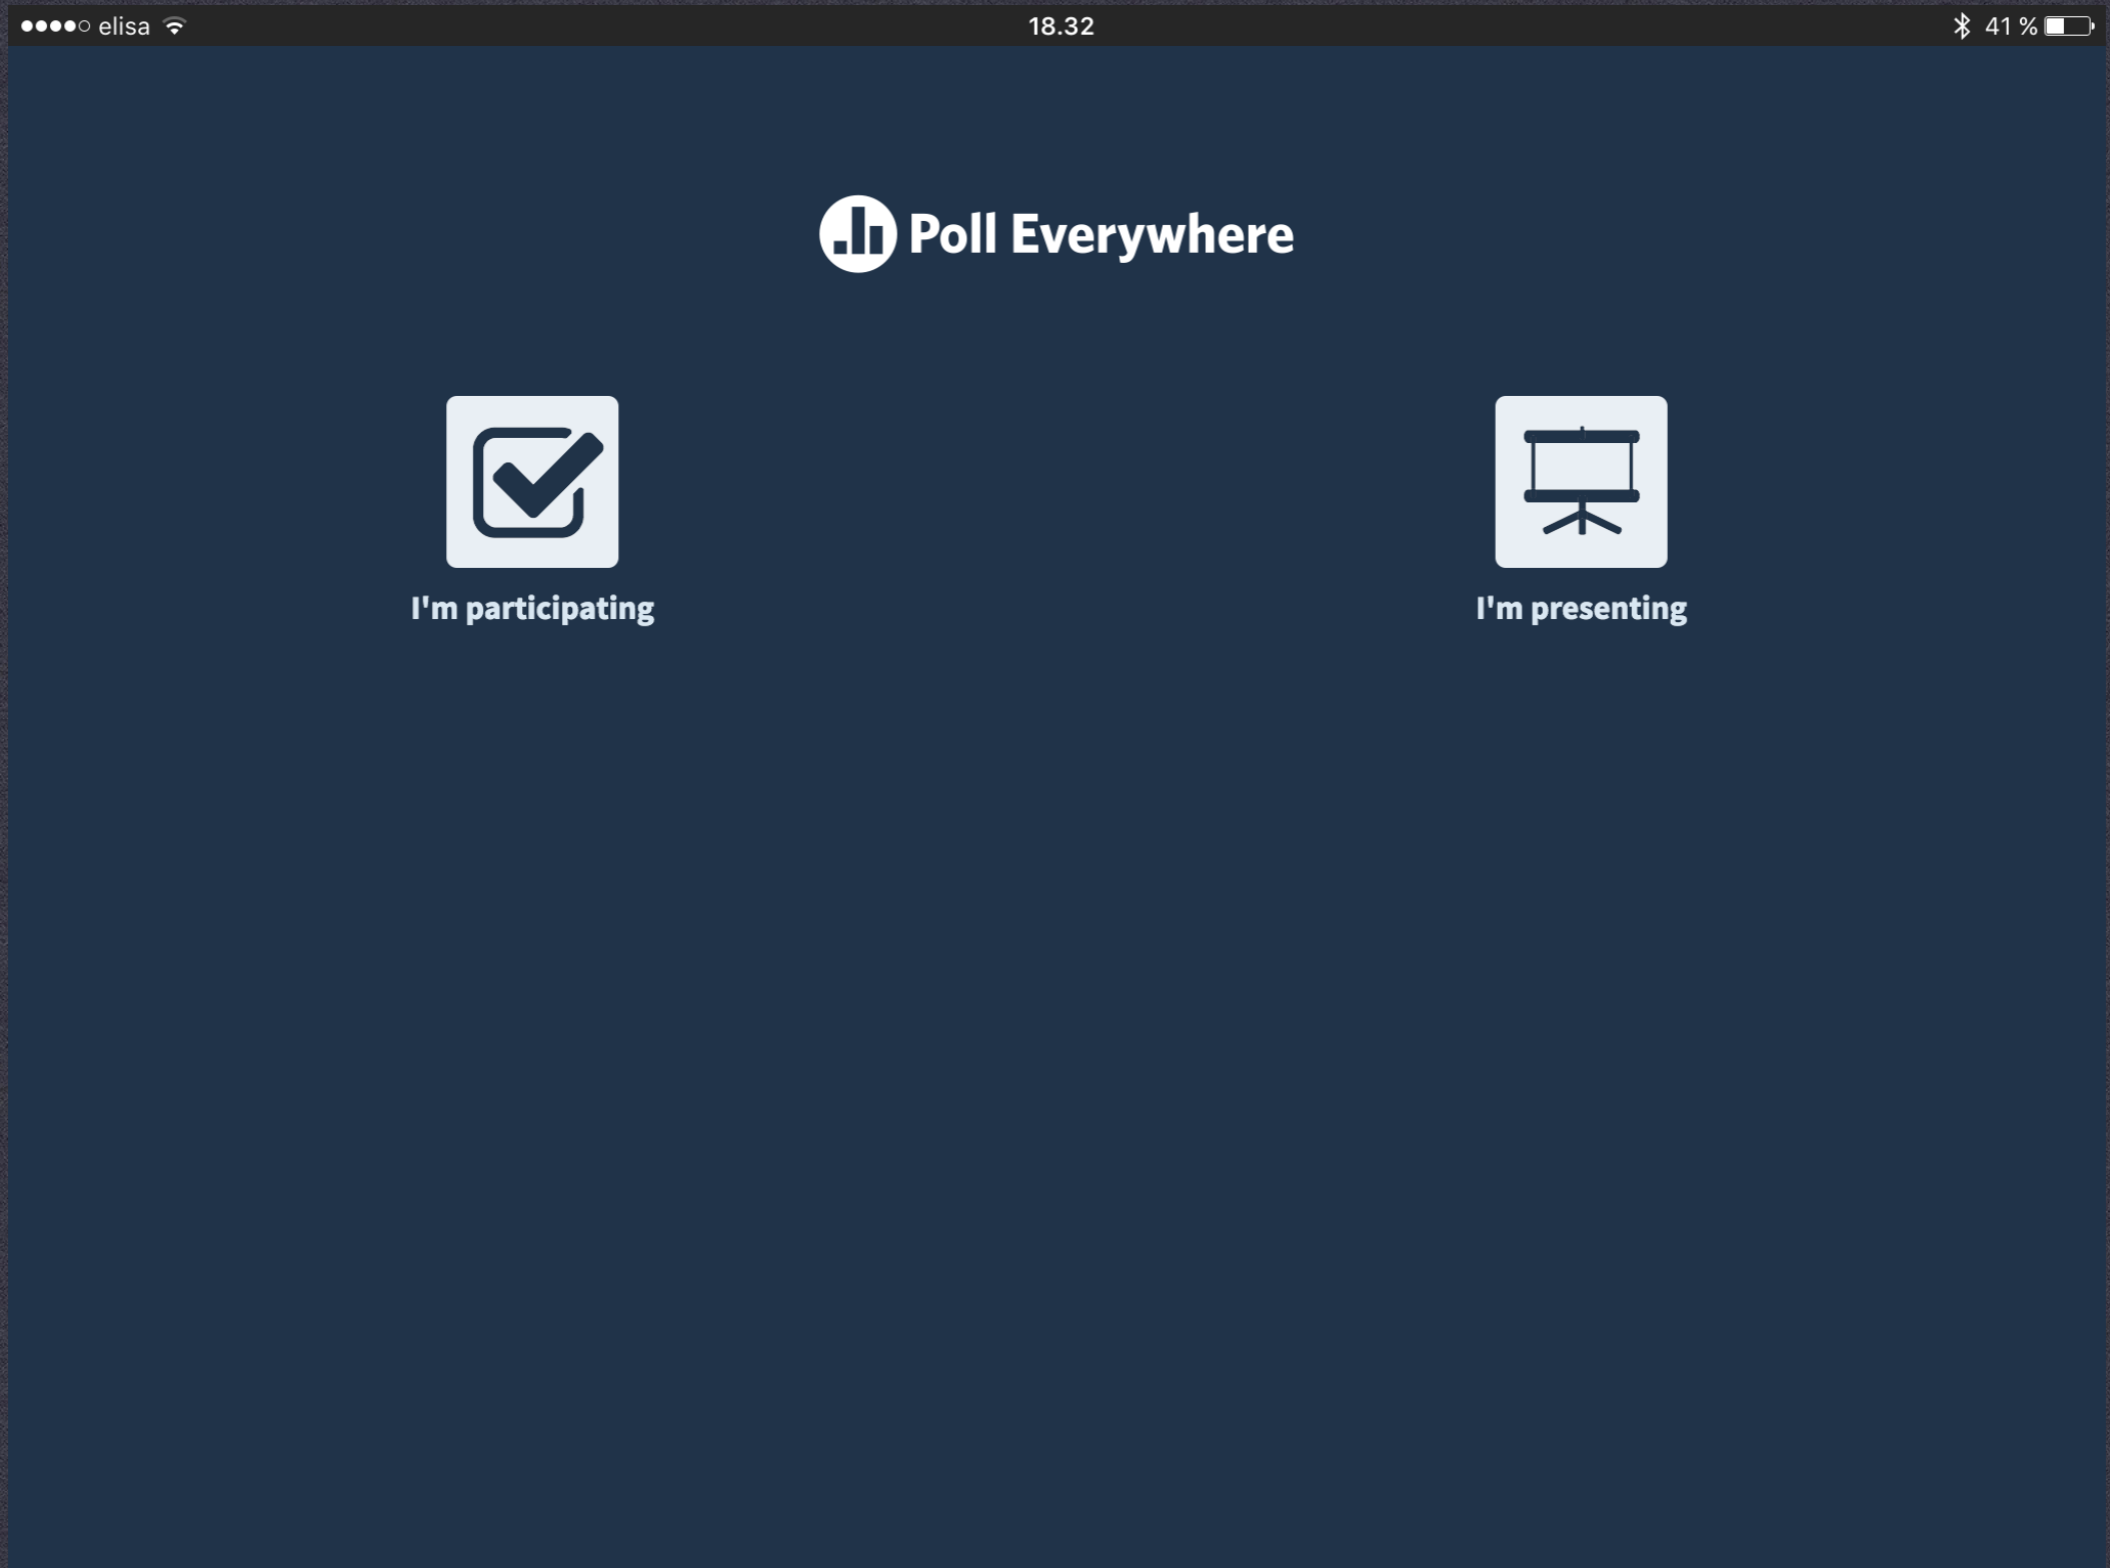 elisa
18.32
41 %
Poll Everywhere
I'm participating
I'm presenting